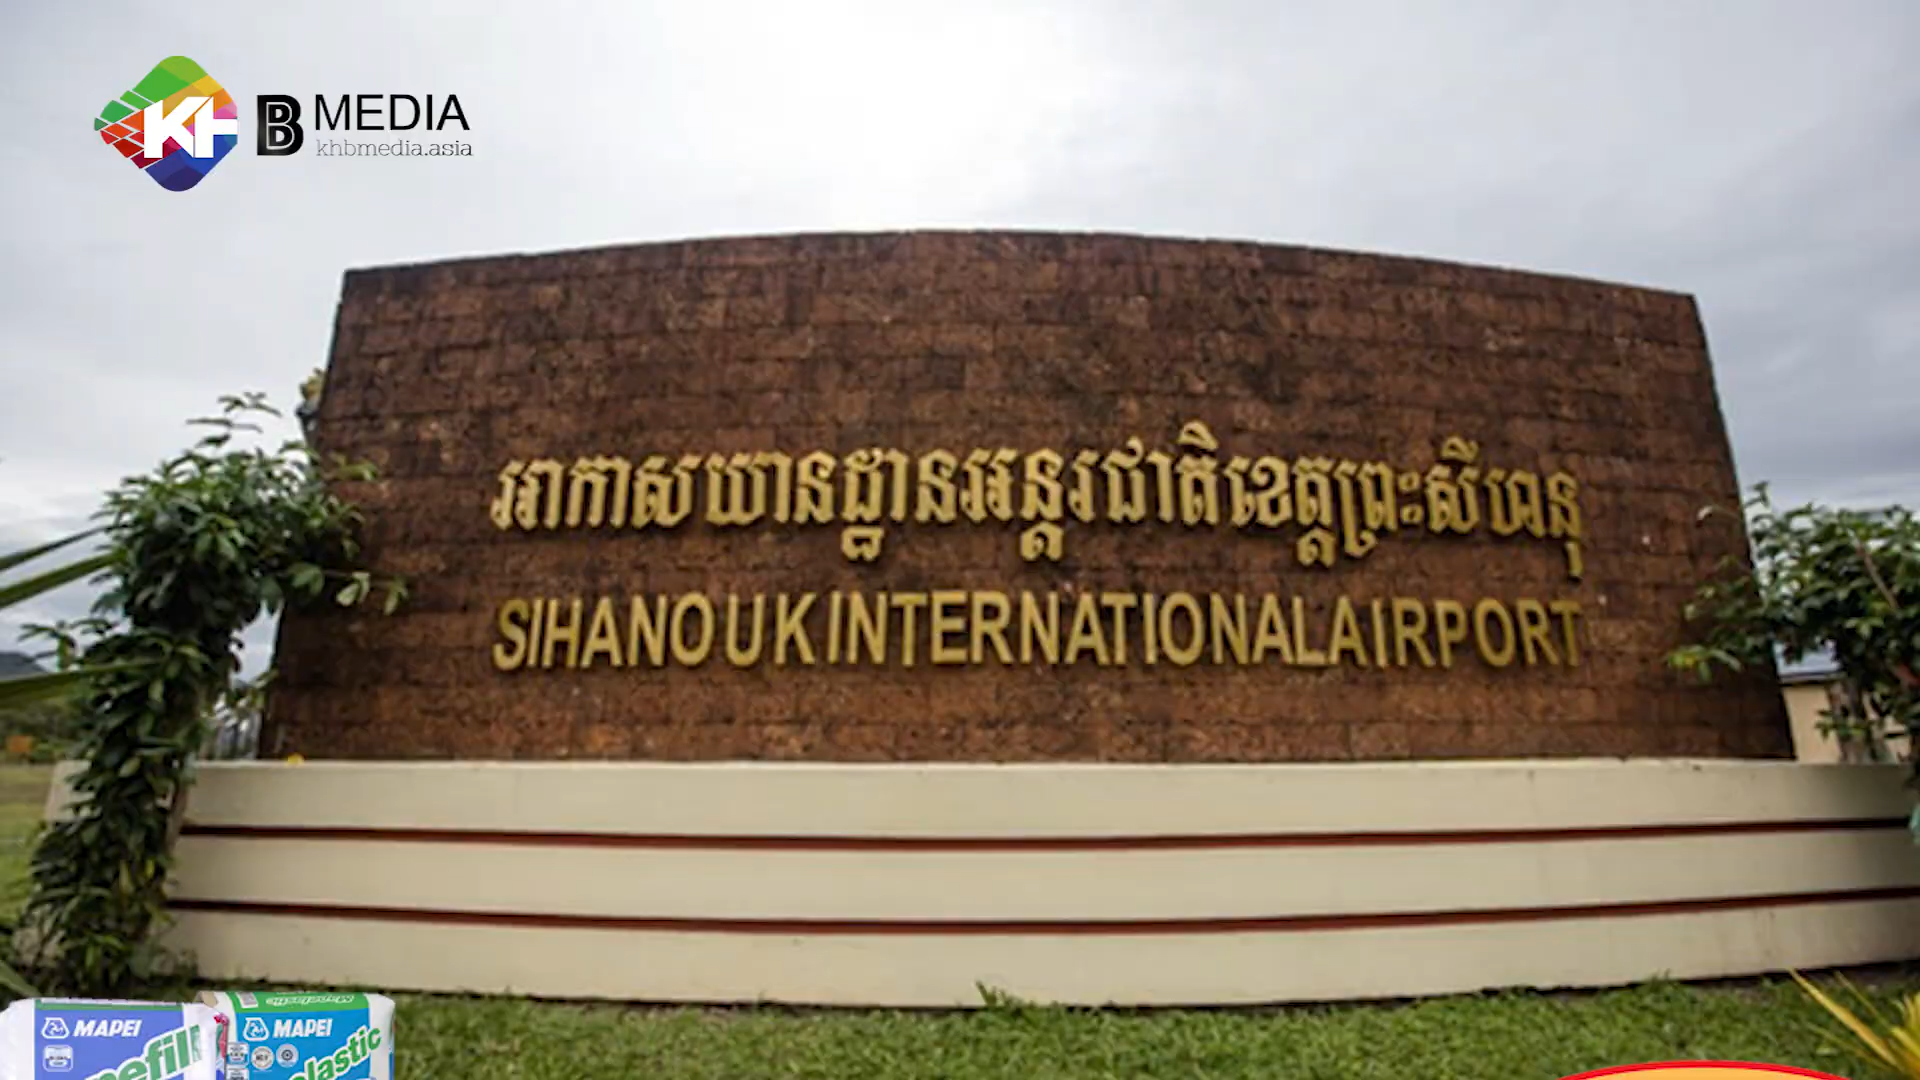 KH B MEDIA
khbmedia.asia
អាកាសយានដ្ឋានអន្តរជាតិខេត្តព្រះសីហនុ
SIHANOUK INTERNATIONAL AIRPORT
MAPEI
MAPEI